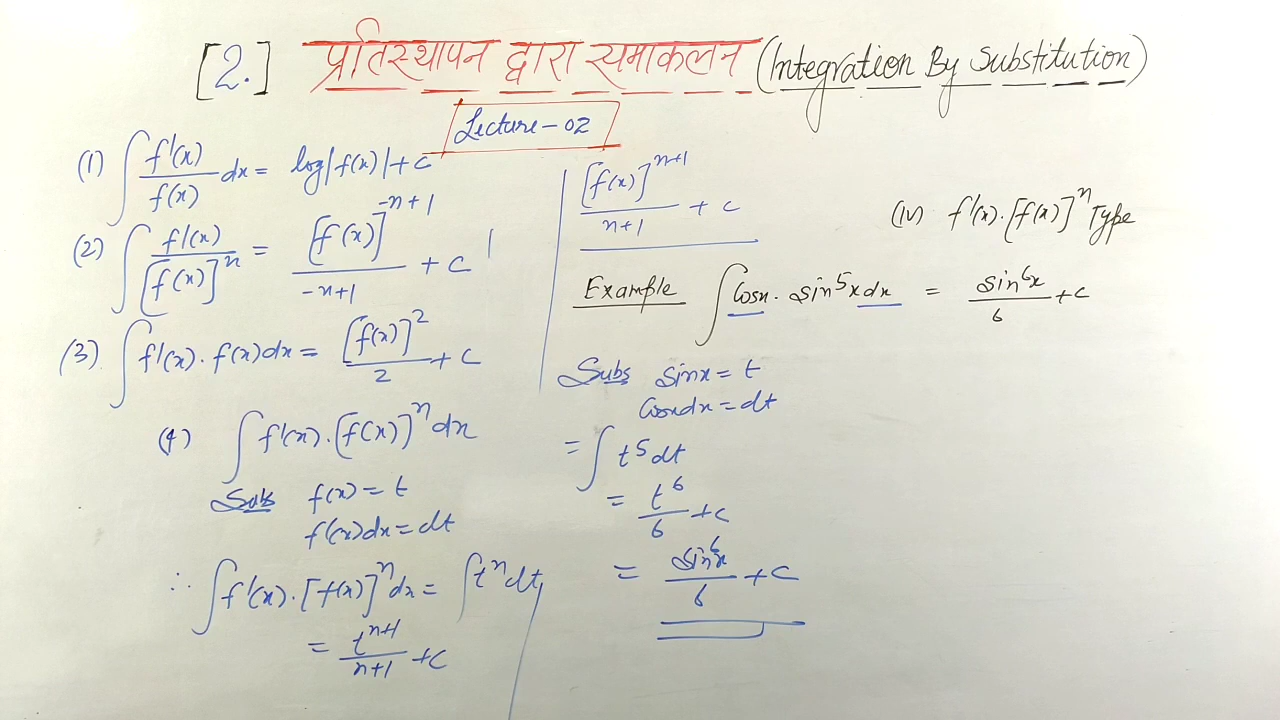 [2.] प्रतिस्थापन द्वारा समाकलन (Integration By Substitution)
Lecture-02
(1) ∫ f'(x)/f(x) dx = log|f(x)|+c
(2) ∫ f'(x)/[f(x)]^n = [f(x)]^(-n+1)/(-n+1) + c
(3) ∫ f'(x). f(x)dx = [f(x)]^2/2 + c
(4) ∫ f'(x).[f(x)]^n dx
Subs f(x) = t
f'(x)dx = dt
∴ ∫ f'(x).[f(x)]^n dx = ∫ t^n dt
= t^(n+1)/(n+1) + c
[f(x)]^(n+1)/(n+1) + c
(iv) f'(x).[f(x)]^n Type
Example ∫ Cosx. sin^5x dx = sin^6x/6 + c
Subs sinx = t
Cosxdx = dt
= ∫ t^5 dt
= t^6/6 + c
= sin^6x/6 + c